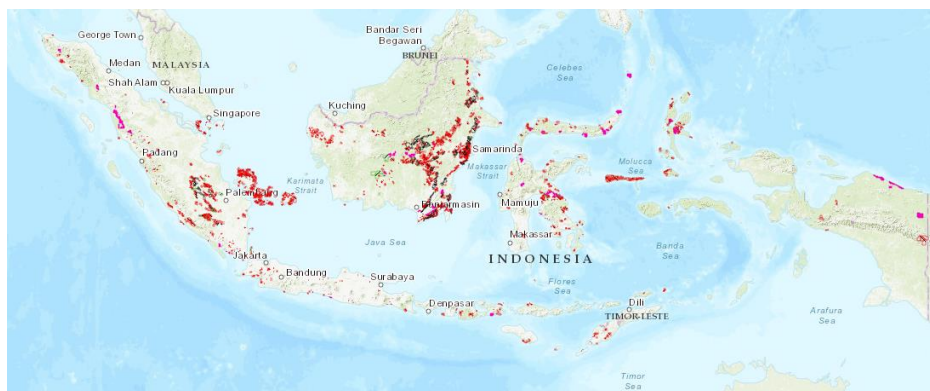 George Town
Bandar Seri
Begawan
BRUNEI
Medan
MALAYSIA
Celebes
Sea
Shah Alam
Kuala Lumpur
Kuching
Singapore
Samarinda
Padang
Makassar
Strait
Molucca
Sea
Karimata
Strait
Palembang
Banjarmasin
Mamuju
Makassar
Java Sea
Jakarta
INDONESIA
Banda
Sea
Bandung
Surabaya
Flores
Sea
Denpasar
Dili
TIMOR-LESTE
Arafura
Sea
Timor
Sea